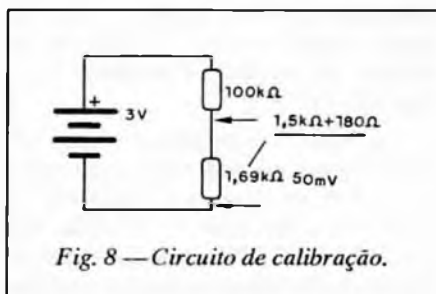 +
3V
100kΩ
1,5kΩ+180Ω
1,69kΩ 50mV
Fig. 8 — Circuito de calibração.